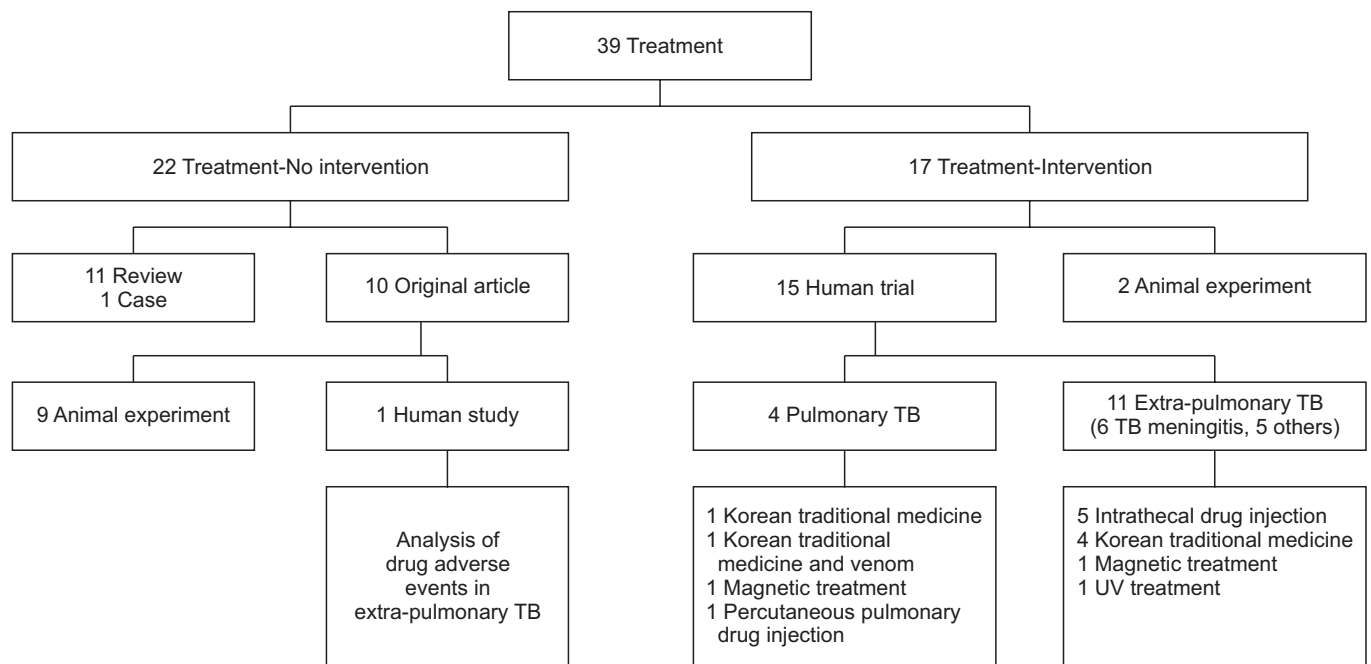 39 Treatment
22 Treatment-No intervention
17 Treatment-Intervention
11 Review
1 Case
10 Original article
15 Human trial
2 Animal experiment
9 Animal experiment
1 Human study
4 Pulmonary TB
11 Extra-pulmonary TB
(6 TB meningitis, 5 others)
Analysis of
drug adverse
events in
extra-pulmonary TB
1 Korean traditional medicine
1 Korean traditional
medicine and venom
1 Magnetic treatment
1 Percutaneous pulmonary
drug injection
5 Intrathecal drug injection
4 Korean traditional medicine
1 Magnetic treatment
1 UV treatment